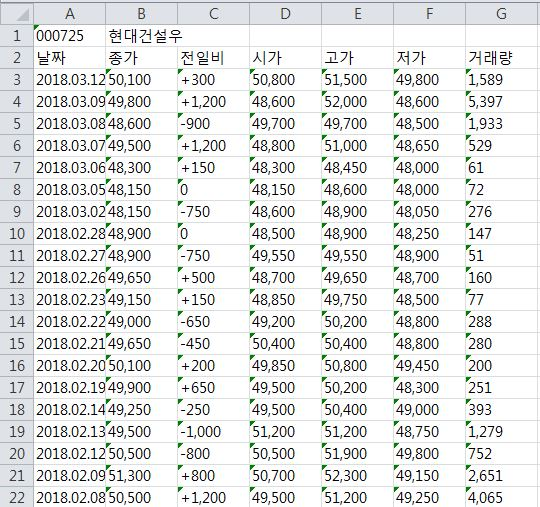 A B C D E F G
1 000725 현대건설우
2 날짜 종가 전일비 시가 고가 저가 거래량
3 2018.03.12 50,100 +300 50,800 51,500 49,800 1,589
4 2018.03.09 49,800 +1,200 48,600 52,000 48,600 5,397
5 2018.03.08 48,600 -900 49,700 49,700 48,500 1,933
6 2018.03.07 49,500 +1,200 48,800 51,000 48,650 529
7 2018.03.06 48,300 +150 48,300 48,450 48,000 61
8 2018.03.05 48,150 0 48,150 48,600 48,000 72
9 2018.03.02 48,150 -750 48,600 48,900 48,050 276
10 2018.02.28 48,900 0 48,500 48,900 48,250 147
11 2018.02.27 48,900 -750 49,550 49,550 48,900 51
12 2018.02.26 49,650 +500 48,700 49,650 48,700 160
13 2018.02.23 49,150 +150 48,850 49,750 48,500 77
14 2018.02.22 49,000 -650 49,200 50,200 48,800 288
15 2018.02.21 49,650 -450 50,400 50,400 48,800 280
16 2018.02.20 50,100 +200 49,850 50,800 49,450 200
17 2018.02.19 49,900 +650 49,500 50,200 48,300 251
18 2018.02.14 49,250 -250 49,500 50,400 49,000 393
19 2018.02.13 49,500 -1,000 51,200 51,200 48,750 1,279
20 2018.02.12 50,500 -800 50,500 51,900 49,800 752
21 2018.02.09 51,300 +800 50,700 52,300 49,150 2,651
22 2018.02.08 50,500 +1,200 49,500 51,200 49,250 4,065